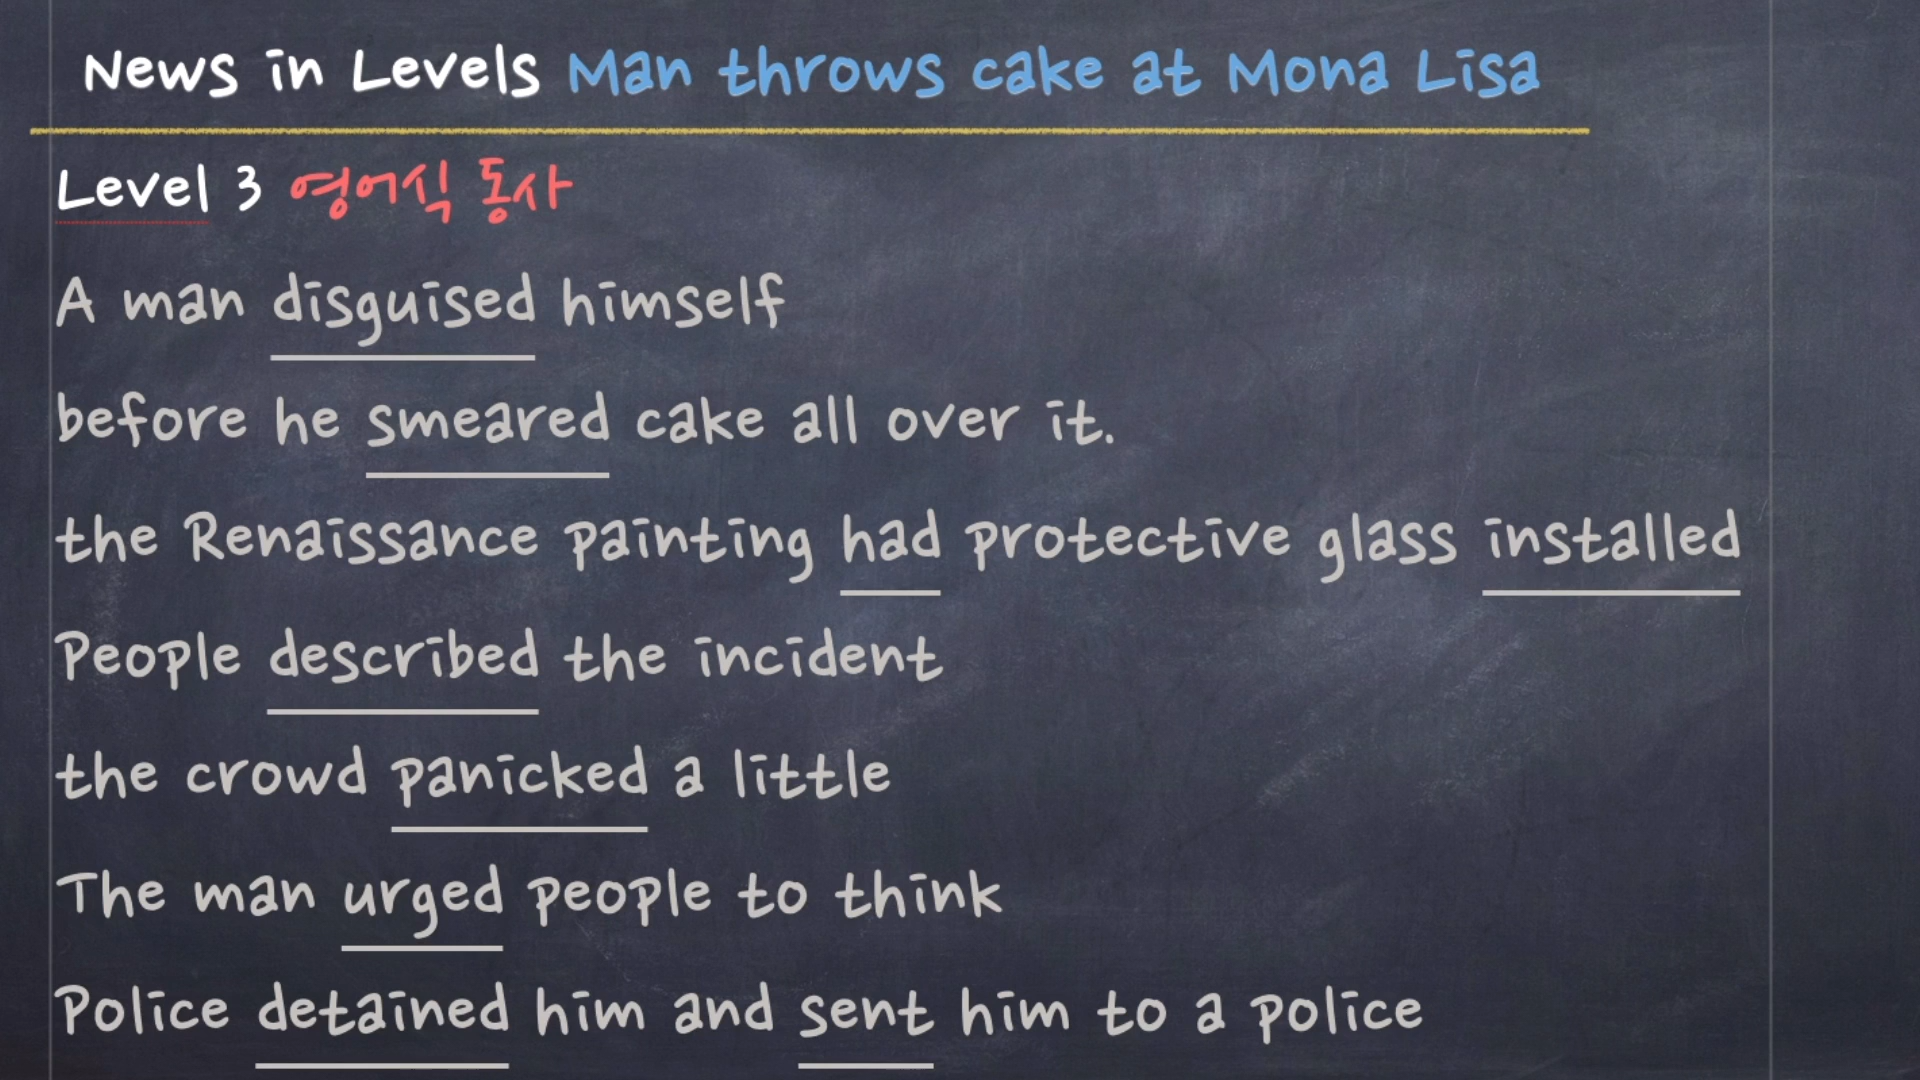 News in Levels Man throws cake at Mona Lisa
Level 3 영어식 동사
A man disguised himself
before he smeared cake all over it.
the Renaissance painting had protective glass installed
People described the incident
the crowd panicked a little
The man urged people to think
Police detained him and sent him to a police